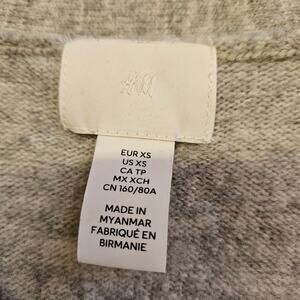 H&M
EUR XS
US XS
CA TP
MX XCH
CN 160/80A
MADE IN
MYANMAR
FABRIQUÉ EN
BIRMANIE